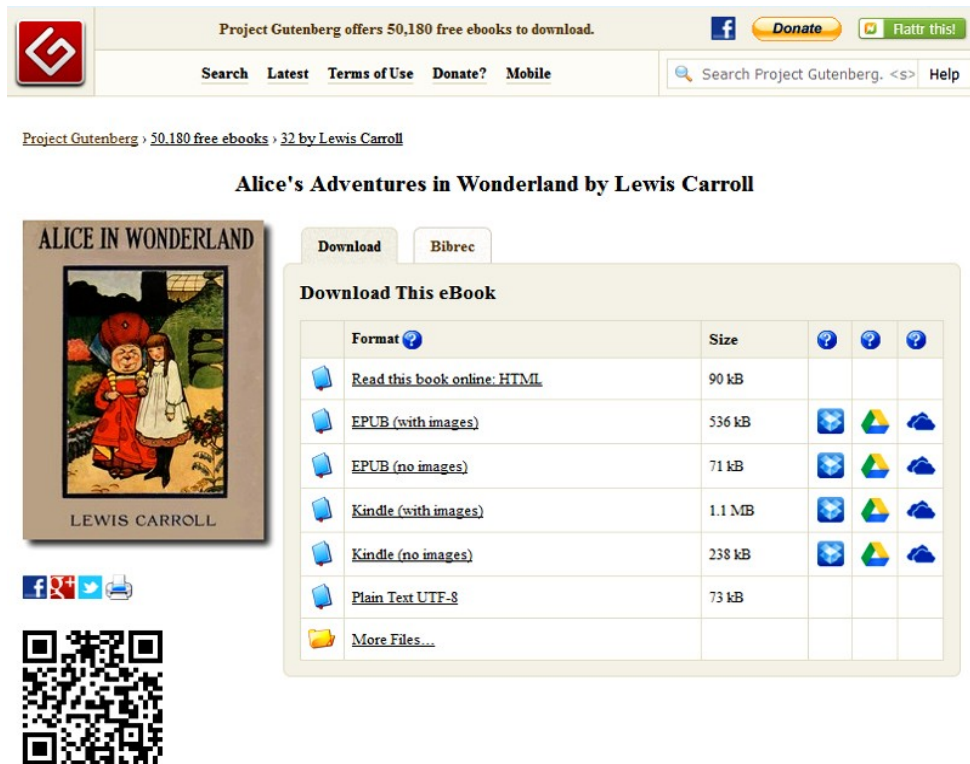 Project Gutenberg offers 50,180 free ebooks to download.
Donate
Flattr this!
Search Latest Terms of Use Donate? Mobile
Search Project Gutenberg. <s> Help
Project Gutenberg › 50,180 free ebooks › 32 by Lewis Carroll
Alice's Adventures in Wonderland by Lewis Carroll
ALICE IN WONDERLAND
LEWIS CARROLL
Download Bibrec
Download This eBook
Format Size
Read this book online: HTML 90 kB
EPUB (with images) 536 kB
EPUB (no images) 71 kB
Kindle (with images) 1.1 MB
Kindle (no images) 238 kB
Plain Text UTF-8 73 kB
More Files…